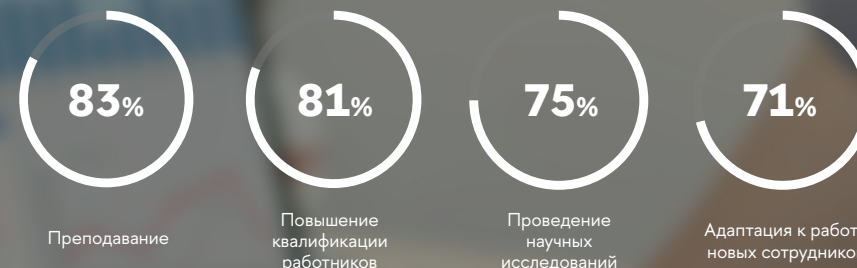 83%
81%
75%
71%
Преподавание
Повышение
квалификации
работников
Проведение
научных
исследований
Адаптация к
новых